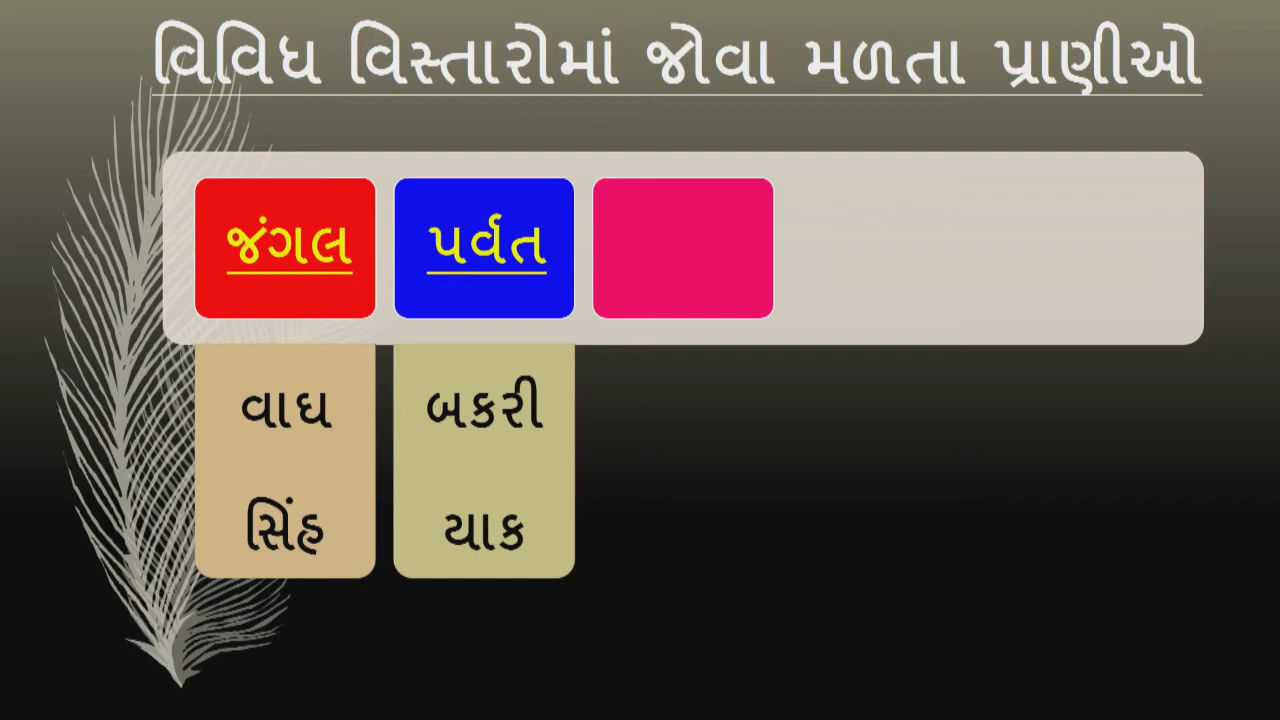 વિવિધ વિસ્તારોમાં જોવા મળતા પ્રાણીઓ
જંગલ
પર્વત
વાઘ
સિંહ
બકરી
યાક